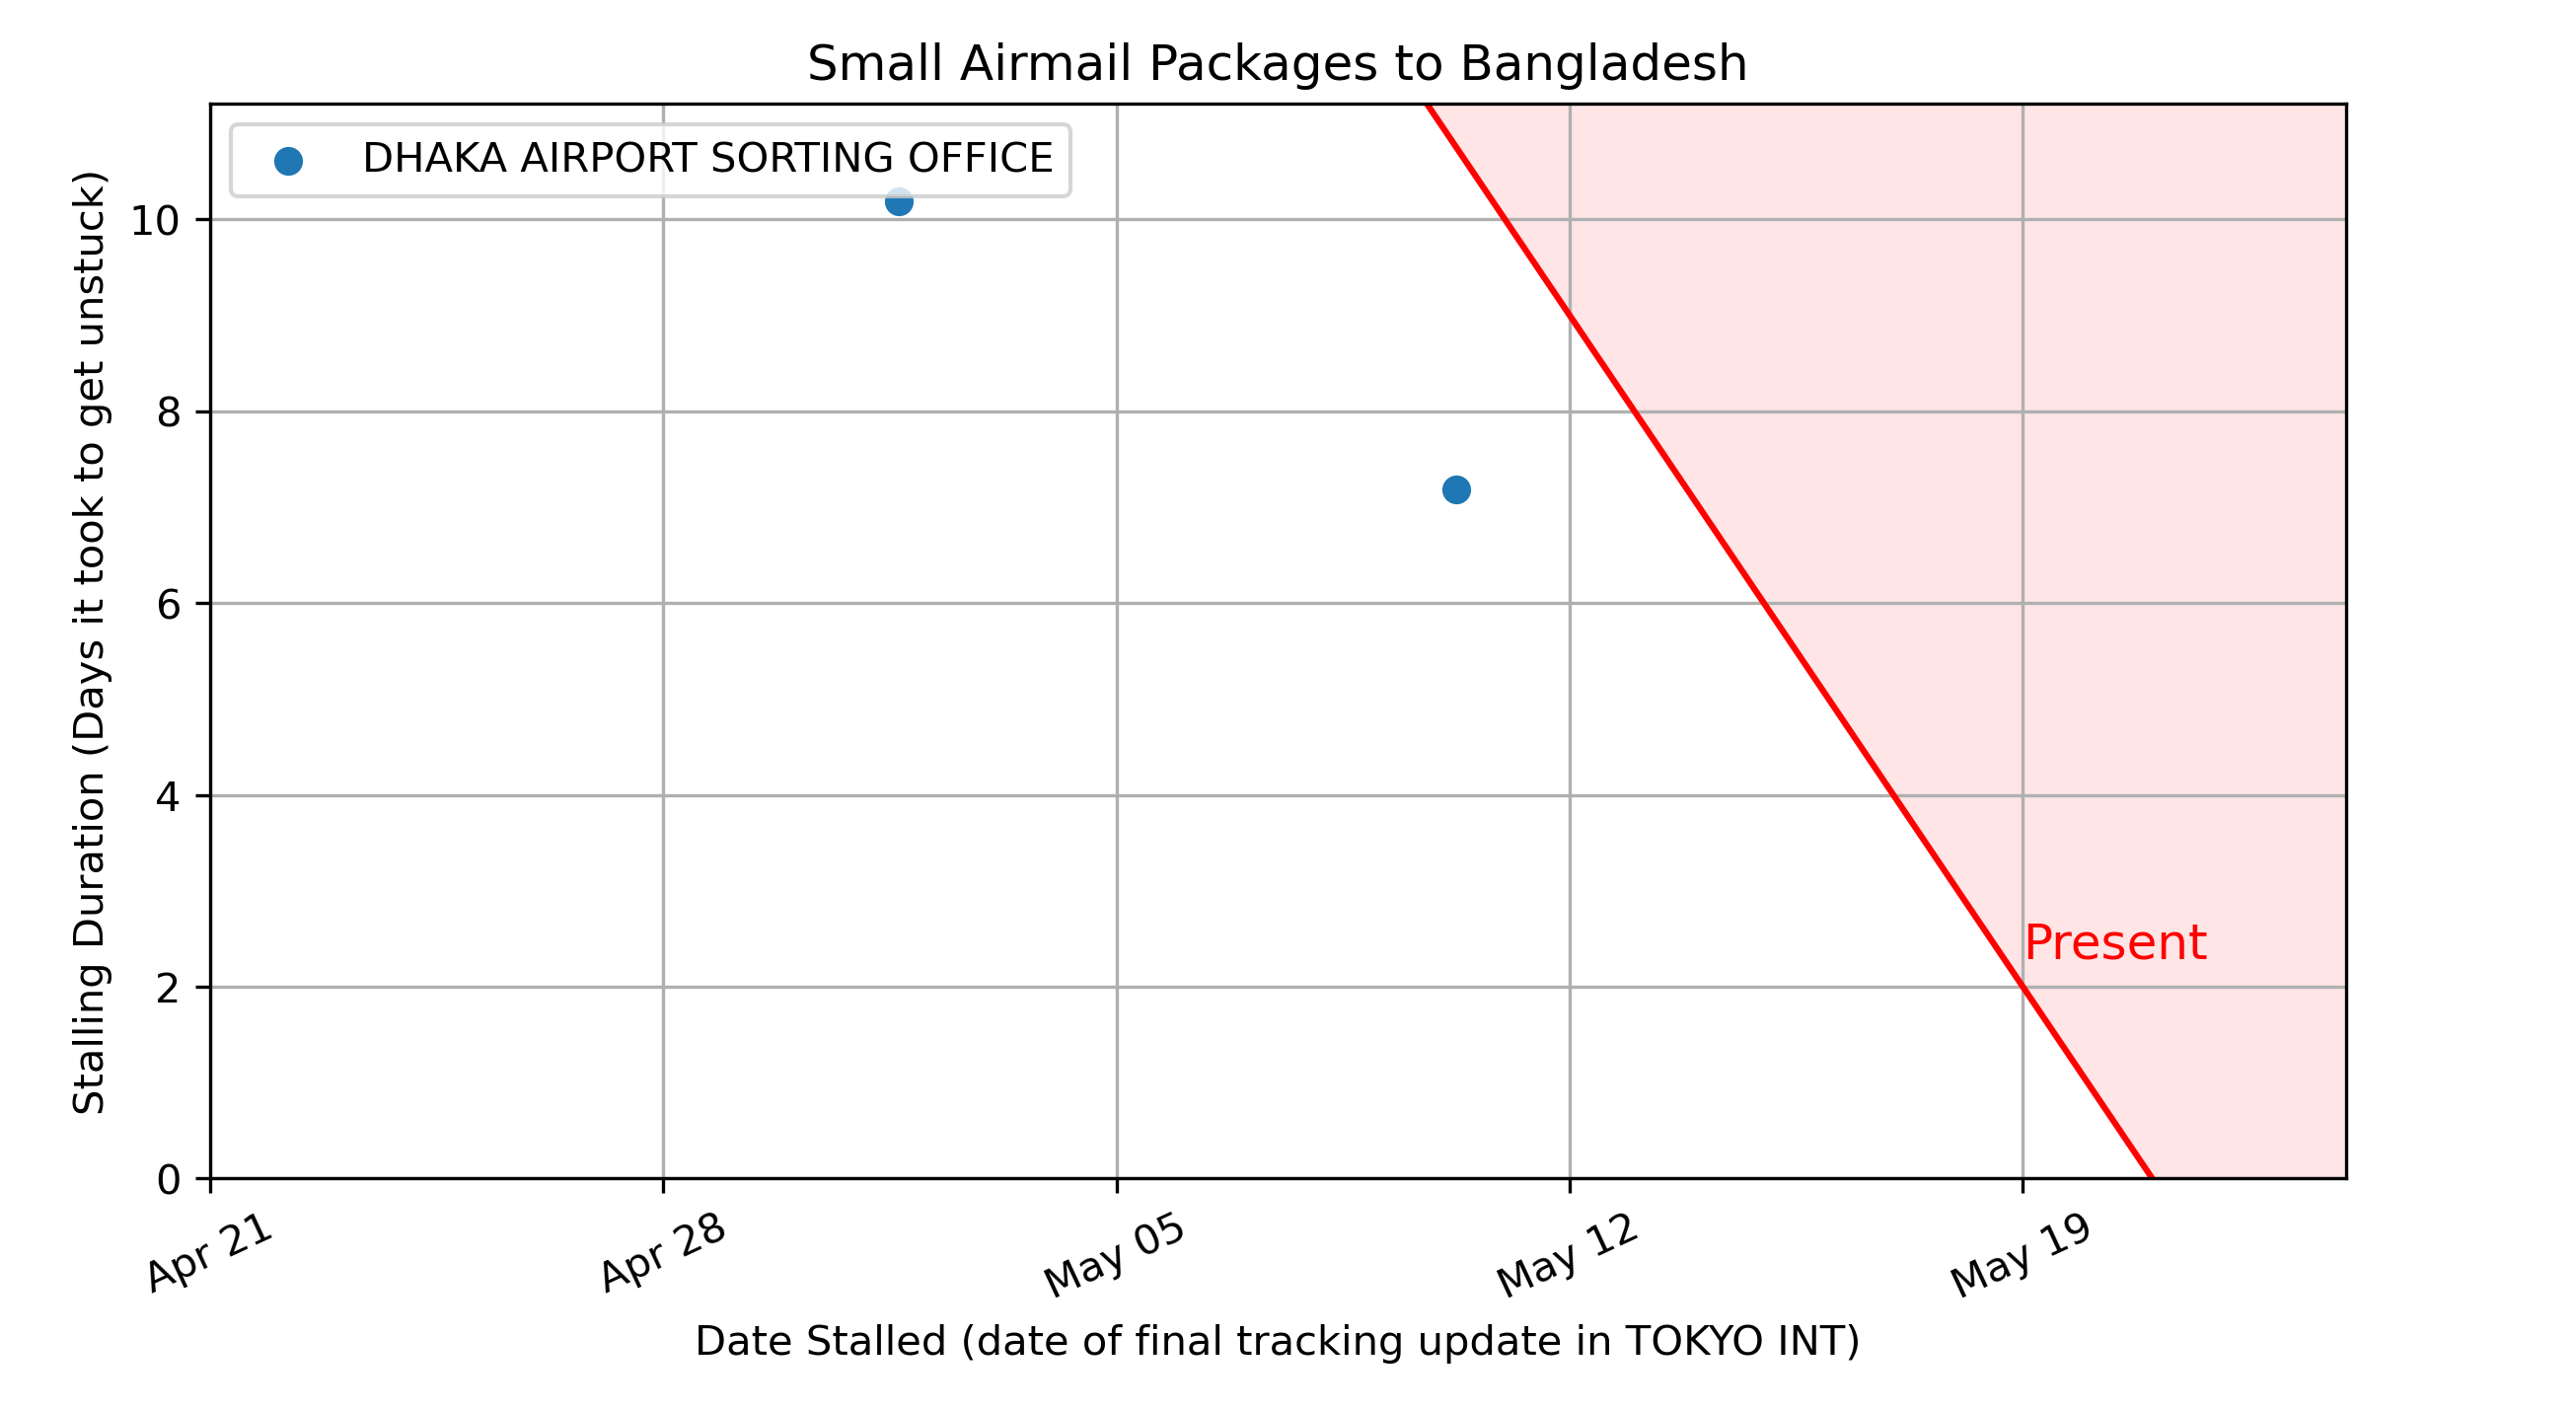 Small Airmail Packages to Bangladesh
DHAKA AIRPORT SORTING OFFICE
Stalling Duration (Days it took to get unstuck)
10
8
6
4
2
0
Present
Apr 21
Apr 28
May 05
May 12
May 19
Date Stalled (date of final tracking update in TOKYO INT)